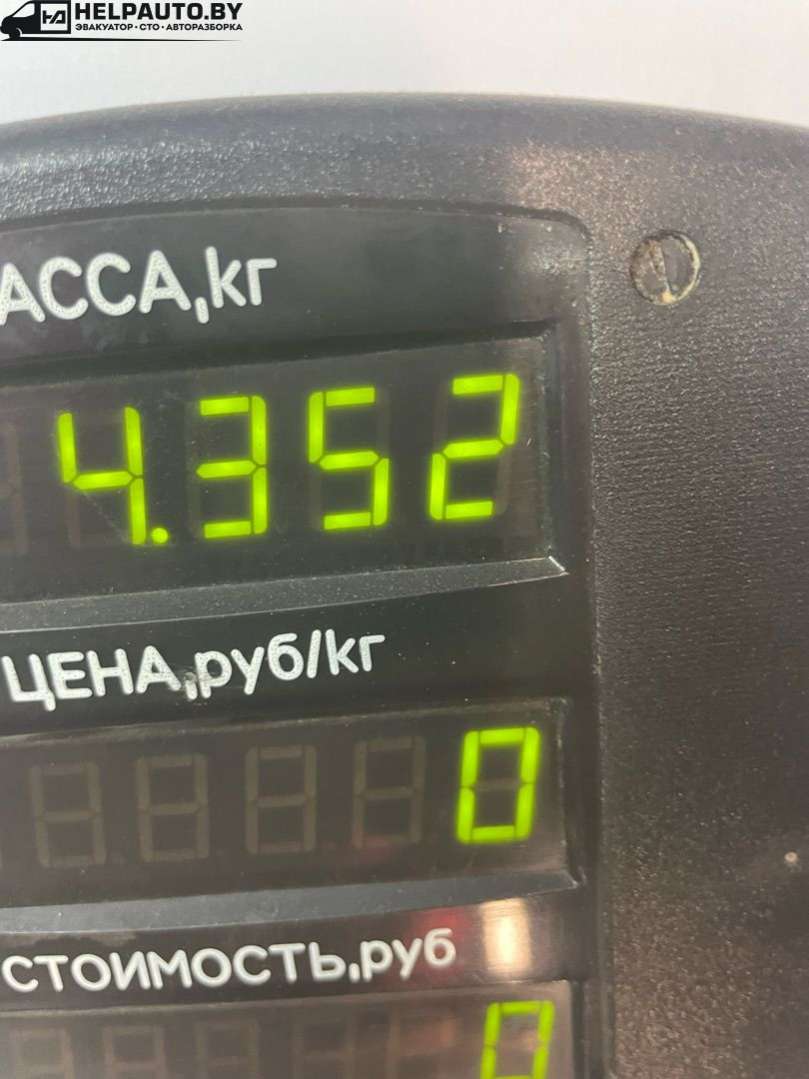 HELPAUTO.BY
ЭВАКУАТОР•СТО•АВТОРАЗБОРКА
АССА,кг
4.352
ЦЕНА,руб/кг
0
СТОИМОСТЬ,руб
0